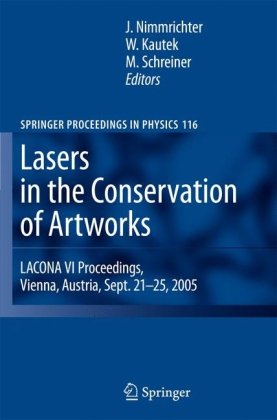 J. Nimmrichter
W. Kautek
M. Schreiner
Editors
SPRINGER PROCEEDINGS IN PHYSICS 116
Lasers
in the Conservation
of Artworks
LACONA VI Proceedings,
Vienna, Austria, Sept. 21–25, 2005
Springer